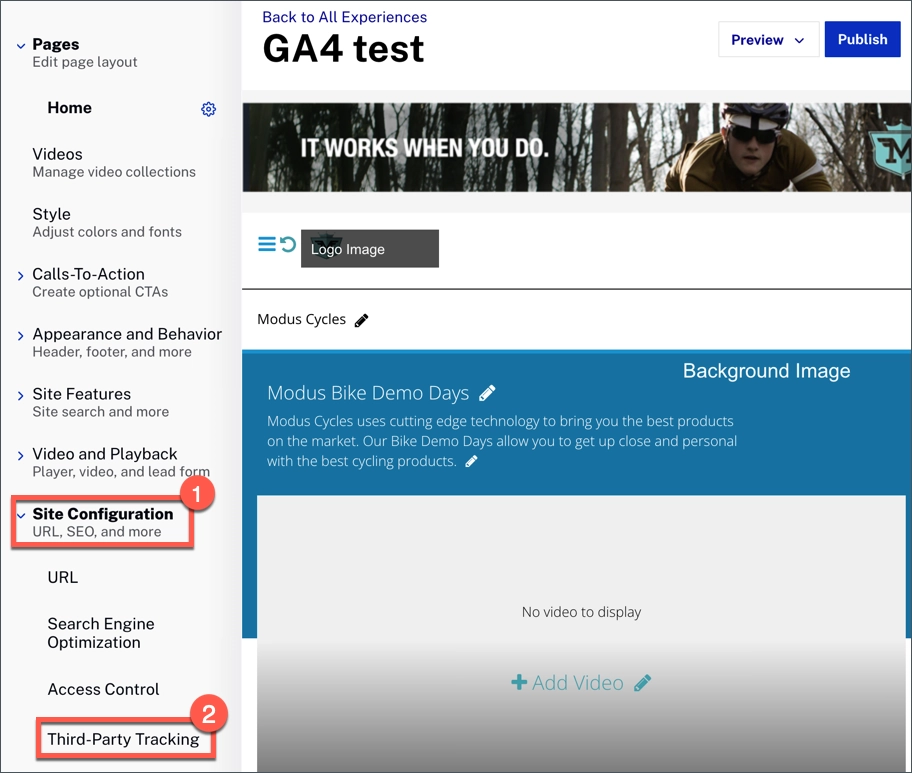 Pages
Edit page layout
Home
Videos
Manage video collections
Style
Adjust colors and fonts
Calls-To-Action
Create optional CTAs
Appearance and Behavior
Header, footer, and more
Site Features
Site search and more
Video and Playback
Player, video, and lead form
1
Site Configuration
URL, SEO, and more
URL
Search Engine
Optimization
Access Control
2
Third-Party Tracking
Back to All Experiences
GA4 test
Preview
Publish
IT WORKS WHEN YOU DO.
M
Logo Image
Modus Cycles
Background Image
Modus Bike Demo Days
Modus Cycles uses cutting edge technology to bring you the best products
on the market. Our Bike Demo Days allow you to get up close and personal
with the best cycling products.
No video to display
Add Video